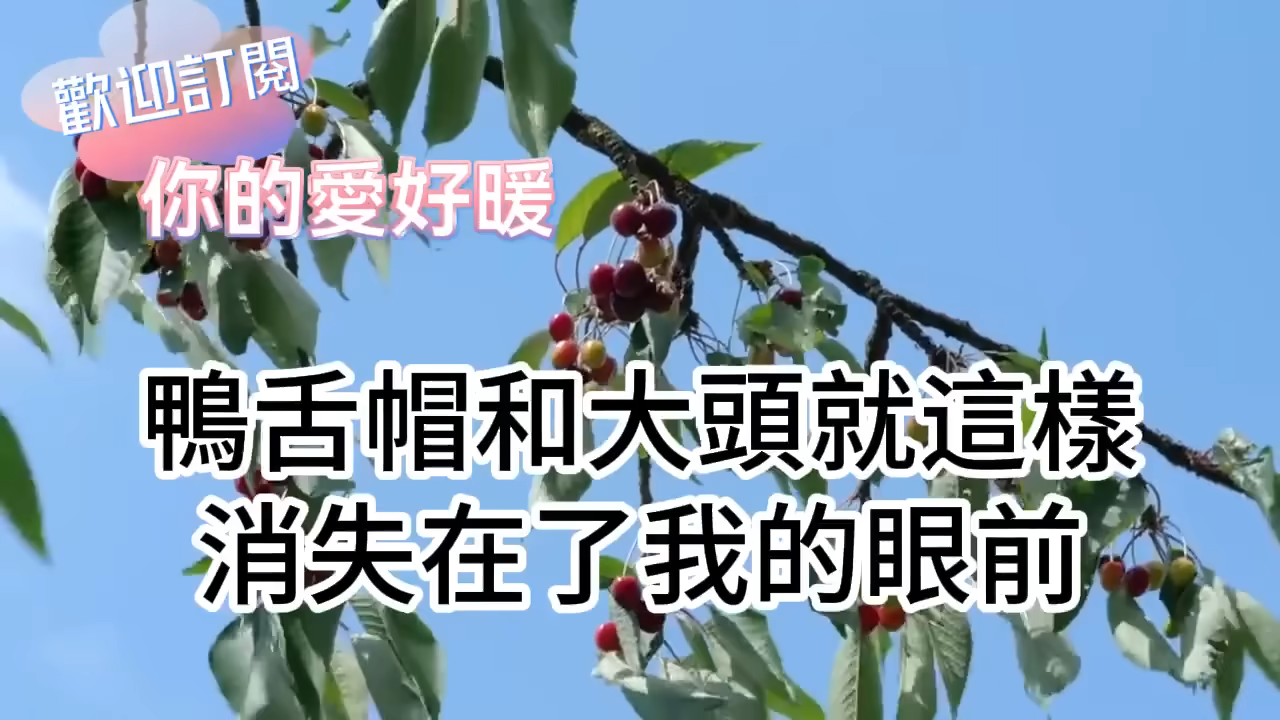 歡迎訂閱
你的愛好暖
鴨舌帽和大頭就這樣
消失在了我的眼前